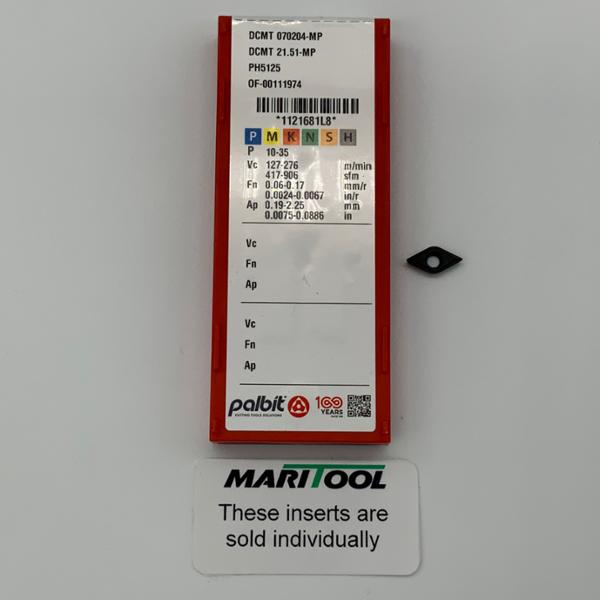 DCMT 070204-MP
DCMT 21.51-MP
PH5125
OF-00111974
*1121681L8*
P M K N S H
P 10-35
Vc 127-276 m/min
417-906 sfm
Fn 0.06-0.17 mm/r
0.0024-0.0067 in/r
Ap 0.19-2.25 mm
0.0075-0.0886 in
Vc
Fn
Ap
Vc
Fn
Ap
palbit
CUTTING TOOLS SOLUTIONS
100
YEARS
MARITOOL
These inserts are
sold individually